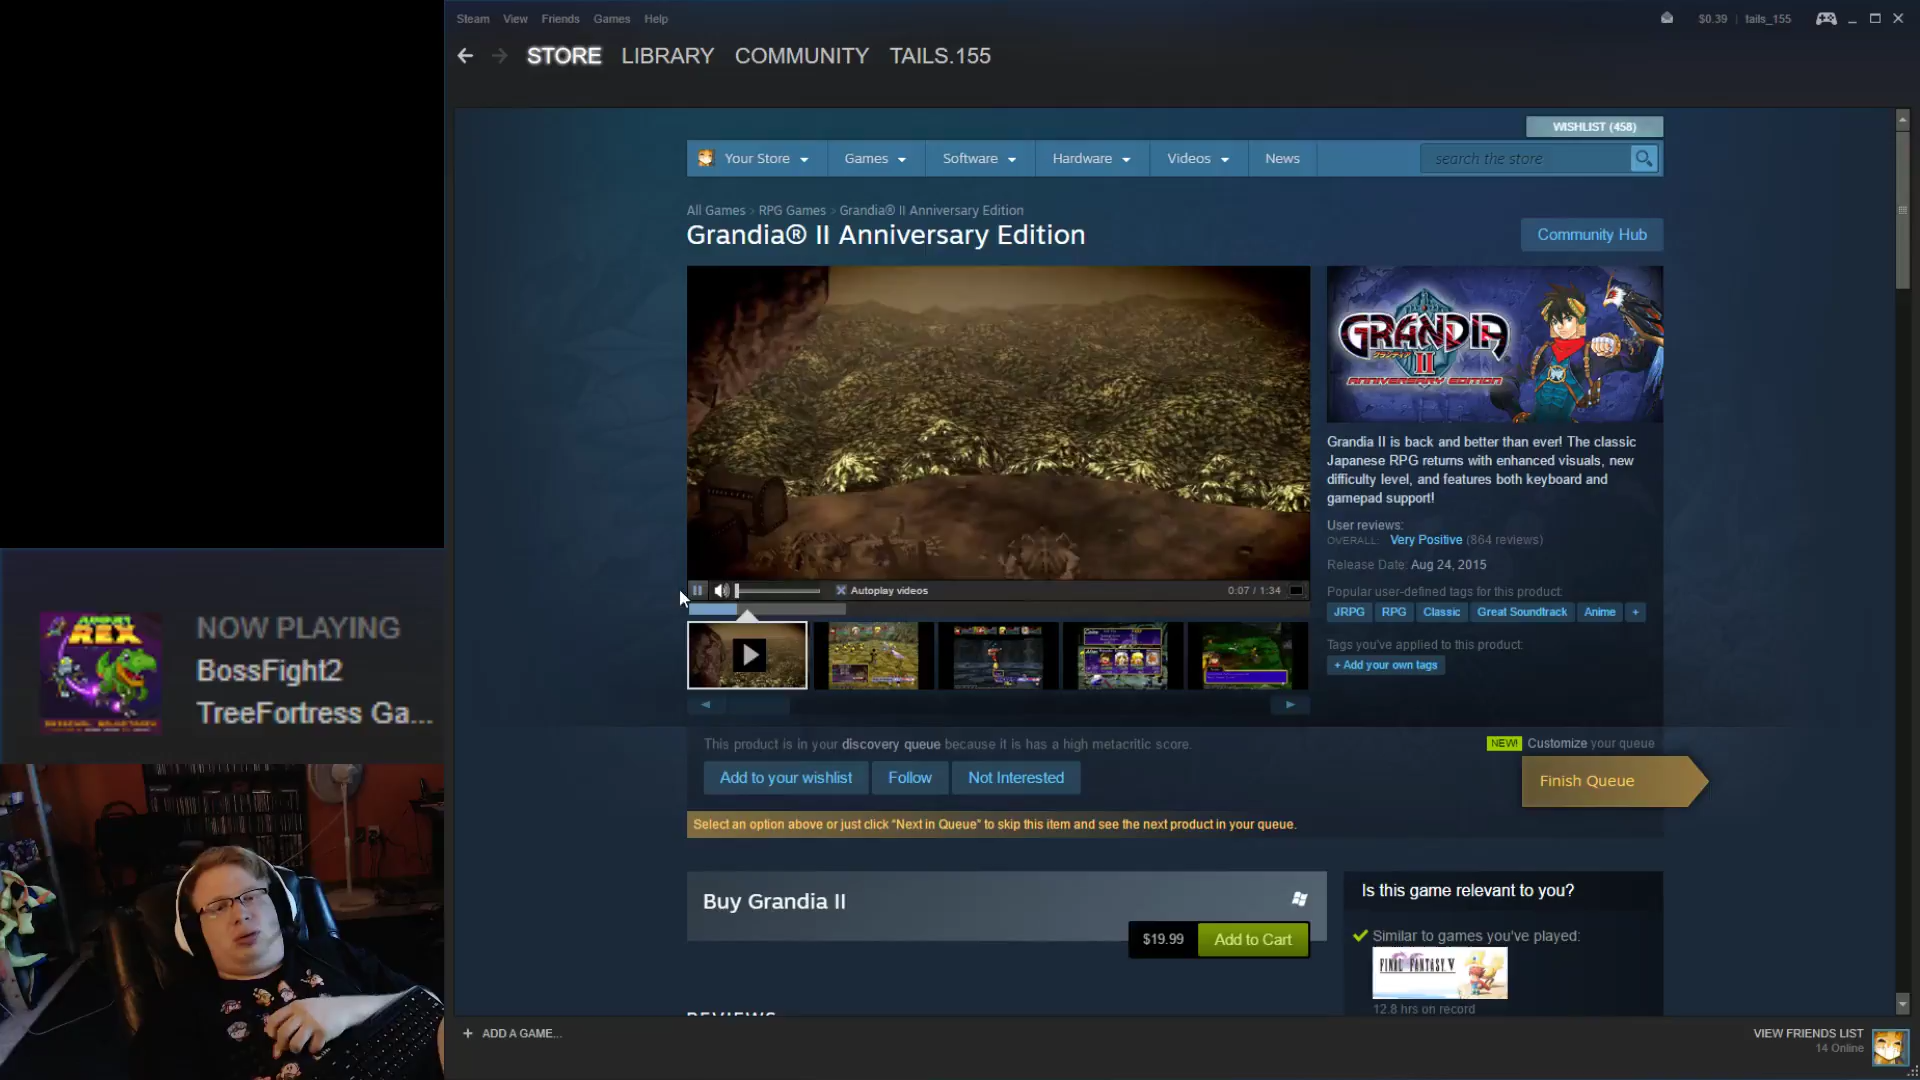 Steam View Friends Games Help
$0.39 tails_155
STORE LIBRARY COMMUNITY TAILS.155
WISHLIST (458)
Your Store Games Software Hardware Videos News
search the store
All Games > RPG Games > Grandia® II Anniversary Edition
Grandia® II Anniversary Edition
Community Hub
GRANDIA
II
ANNIVERSARY EDITION
Grandia II is back and better than ever! The classic
Japanese RPG returns with enhanced visuals, new
difficulty level, and features both keyboard and
gamepad support!
User reviews:
OVERALL: Very Positive (864 reviews)
Release Date: Aug 24, 2015
Popular user-defined tags for this product:
JRPG RPG Classic Great Soundtrack Anime +
Tags you've applied to this product:
+ Add your own tags
Autoplay videos
0:07 / 1:34
NOW PLAYING
BossFight2
TreeFortress Ga...
REX
This product is in your discovery queue because it is has a high metacritic score.
NEW! Customize your queue
Add to your wishlist Follow Not Interested
Finish Queue
Select an option above or just click "Next in Queue" to skip this item and see the next product in your queue.
Buy Grandia II
$19.99 Add to Cart
Is this game relevant to you?
Similar to games you've played:
FINAL FANTASY V
12.8 hrs on record
REVIEWS
+ ADD A GAME...
VIEW FRIENDS LIST
14 Online